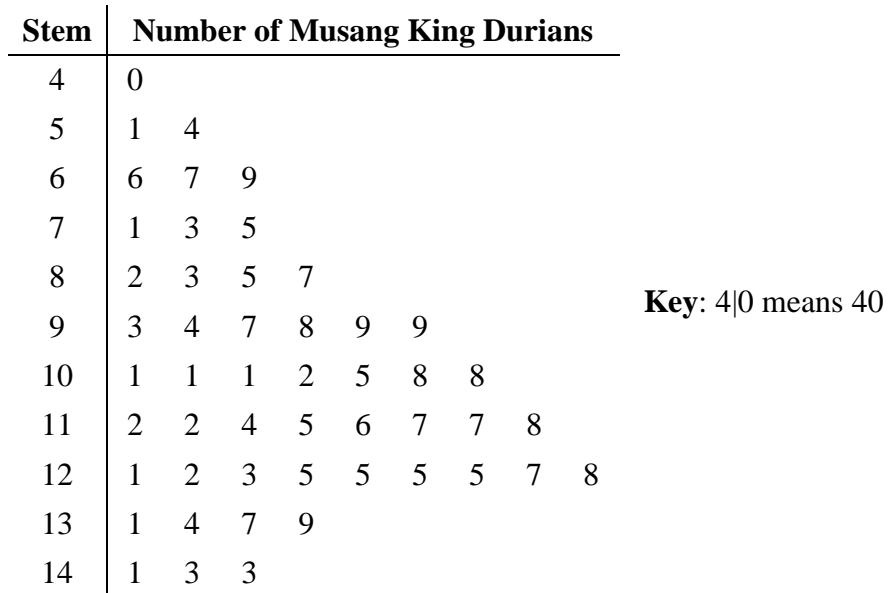 Stem Number of Musang King Durians
4 0
5 1 4
6 6 7 9
7 1 3 5
8 2 3 5 7
Key: 4|0 means 40
9 3 4 7 8 9 9
10 1 1 1 2 5 8 8
11 2 2 4 5 6 7 7 8
12 1 2 3 5 5 5 5 7 8
13 1 4 7 9
14 1 3 3